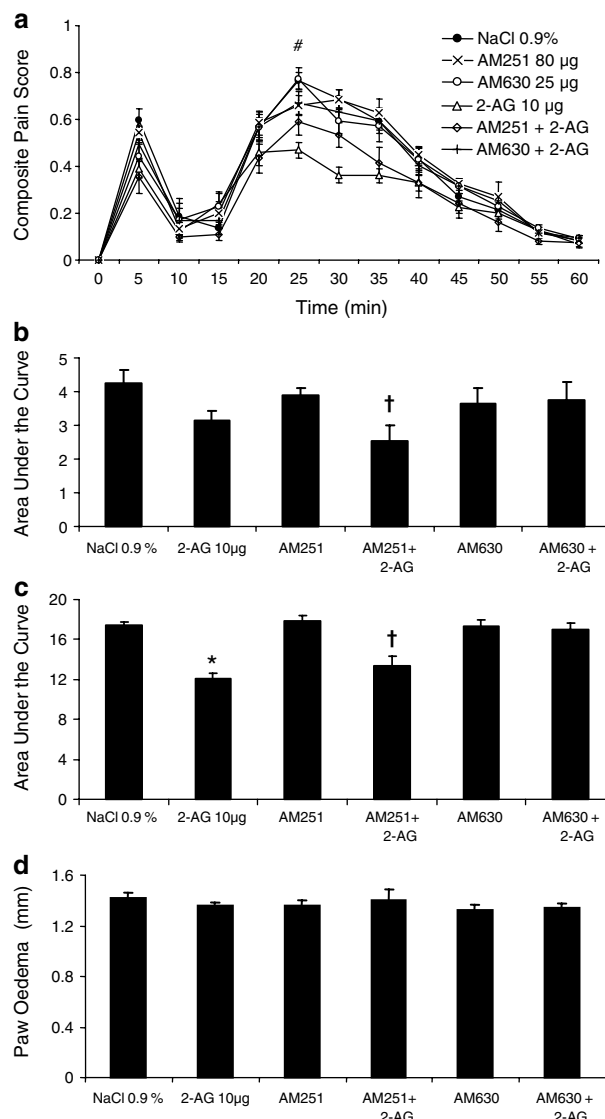 a
Composite Pain Score
1
0.8
0.6
0.4
0.2
0
#
NaCl 0.9%
AM251 80 µg
AM630 25 µg
2-AG 10 µg
AM251 + 2-AG
AM630 + 2-AG
0 5 10 15 20 25 30 35 40 45 50 55 60
Time (min)
b
Area Under the Curve
5
4
3
2
1
0
†
NaCl 0.9 % 2-AG 10µg AM251 AM251+ 2-AG AM630 AM630 + 2-AG
c
Area Under the Curve
20
16
12
8
4
0
*
†
NaCl 0.9 % 2-AG 10µg AM251 AM251+ 2-AG AM630 AM630 + 2-AG
d
Paw Oedema (mm)
1.6
1.2
0.8
0.4
0
NaCl 0.9 % 2-AG 10µg AM251 AM251+ 2-AG AM630 AM630 + 2-AG